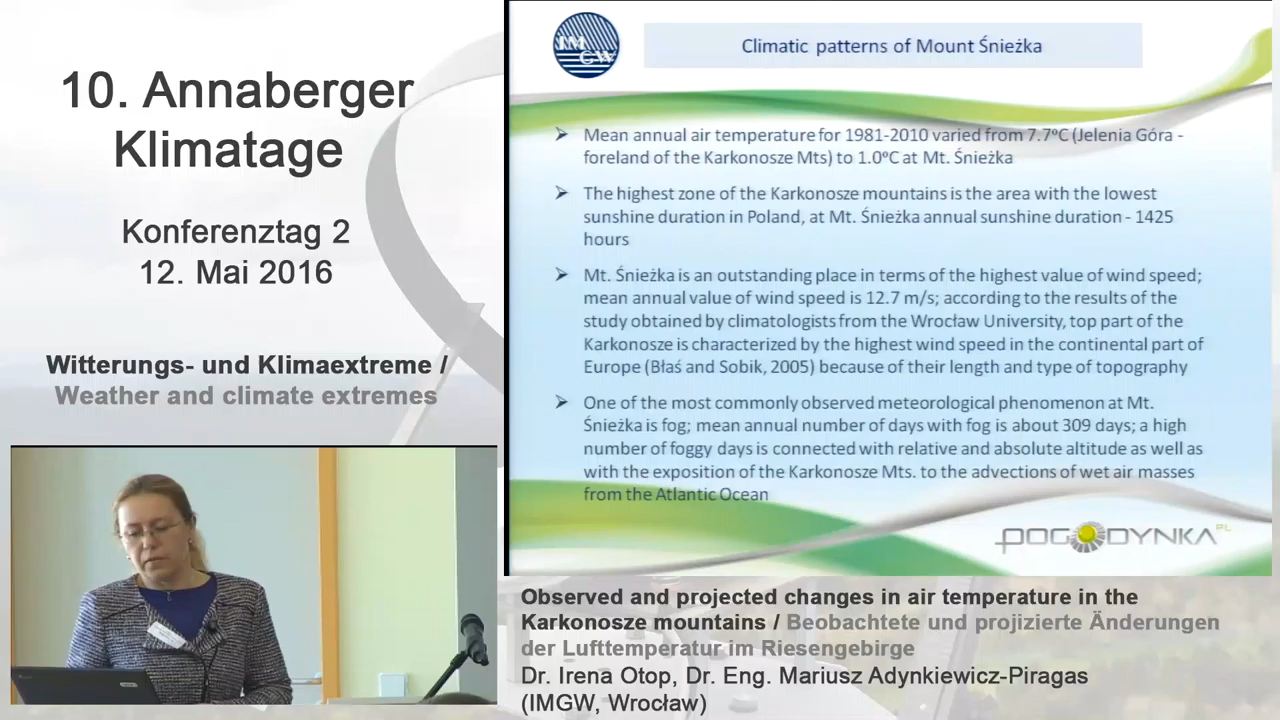 10. Annaberger
Klimatage
Konferenztag 2
12. Mai 2016
Witterungs- und Klimaextreme /
Weather and climate extremes
IM
GW
Climatic patterns of Mount Śnieżka
Mean annual air temperature for 1981-2010 varied from 7.7ºC (Jelenia Góra -
foreland of the Karkonosze Mts) to 1.0ºC at Mt. Śnieżka
The highest zone of the Karkonosze mountains is the area with the lowest
sunshine duration in Poland, at Mt. Śnieżka annual sunshine duration - 1425
hours
Mt. Śnieżka is an outstanding place in terms of the highest value of wind speed;
mean annual value of wind speed is 12.7 m/s; according to the results of the
study obtained by climatologists from the Wrocław University, top part of the
Karkonosze is characterized by the highest wind speed in the continental part of
Europe (Błaś and Sobik, 2005) because of their length and type of topography
One of the most commonly observed meteorological phenomenon at Mt.
Śnieżka is fog; mean annual number of days with fog is about 309 days; a high
number of foggy days is connected with relative and absolute altitude as well as
with the exposition of the Karkonosze Mts. to the advections of wet air masses
from the Atlantic Ocean
POGODYNKA.PL
Observed and projected changes in air temperature in the
Karkonosze mountains / Beobachtete und projizierte Änderungen
der Lufttemperatur im Riesengebirge
Dr. Irena Otop, Dr. Eng. Mariusz Adynkiewicz-Piragas
(IMGW, Wrocław)